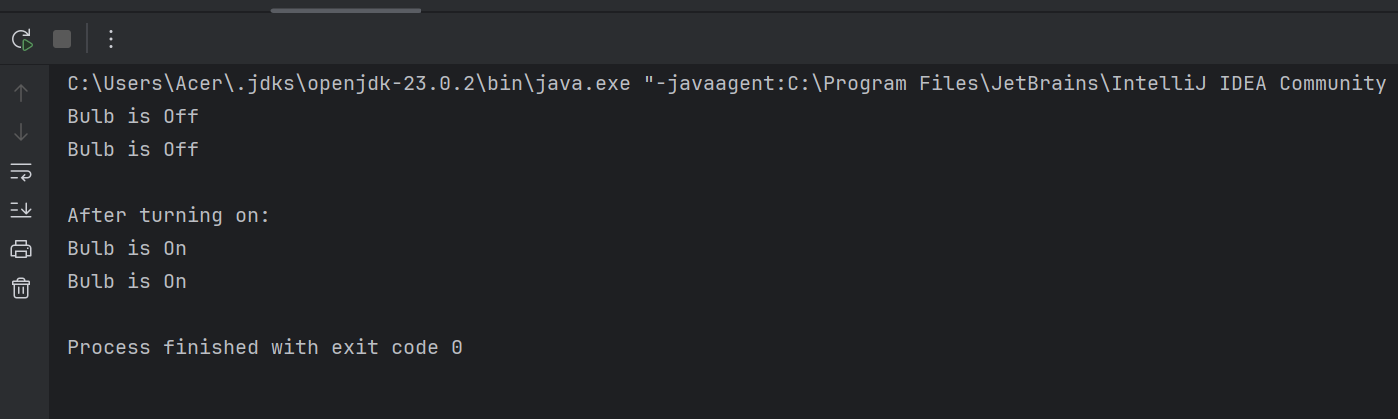 C:\Users\Acer\.jdks\openjdk-23.0.2\bin\java.exe "-javaagent:C:\Program Files\JetBrains\IntelliJ IDEA Community
Bulb is Off
Bulb is Off
After turning on:
Bulb is On
Bulb is On
Process finished with exit code 0